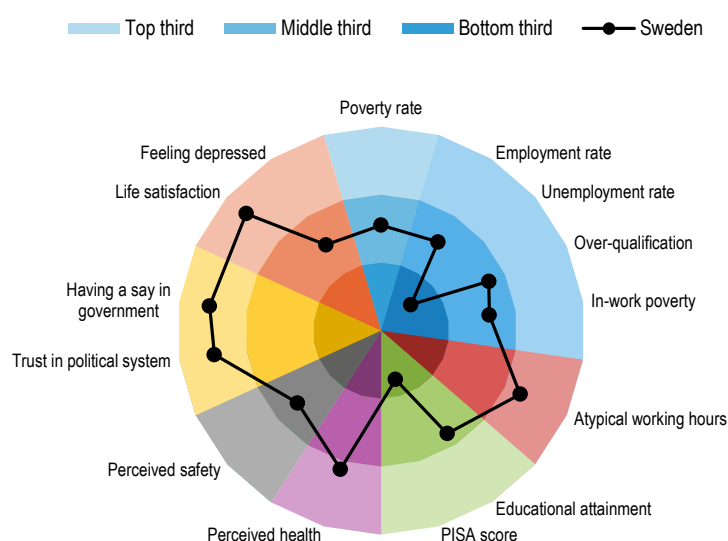 Top third
Middle third
Bottom third
Sweden
Poverty rate
Employment rate
Unemployment rate
Over-qualification
In-work poverty
Atypical working hours
Educational attainment
PISA score
Perceived health
Perceived safety
Trust in political system
Having a say in
government
Life satisfaction
Feeling depressed